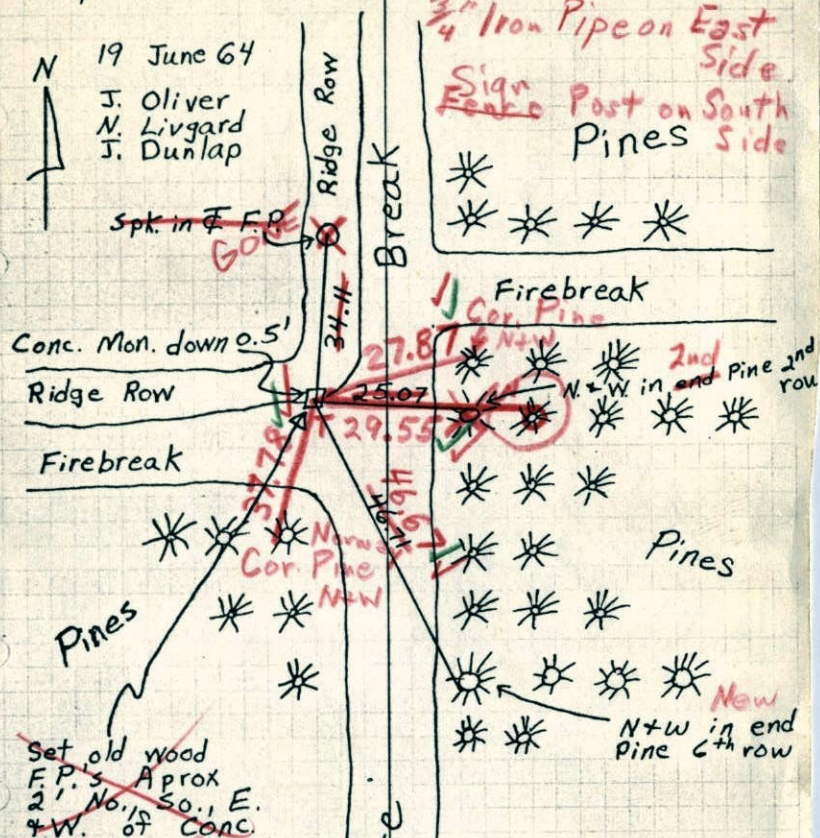 3/4" Iron Pipe on East
Side
Sign
Fence Post on South
Side
N
19 June 64
J. Oliver
N. Livgard
J. Dunlap
Ridge Row
Break
Pines
Spk. in ℄ F.P.
GONE
34.11
Firebreak
Conc. Mon. down 0.5'
Cor. Pine
N+W
27.87
2nd
N. + W. in end Pine 2nd
row
Ridge Row
25.07
29.55
Firebreak
37.78
46.67
Norway
Cor. Pine
N+W
Pines
Pines
New
N+W in end
Pine 6th row
Set old wood
F.P.'s Aprox
2' No., So., E.
+ W. of Conc.